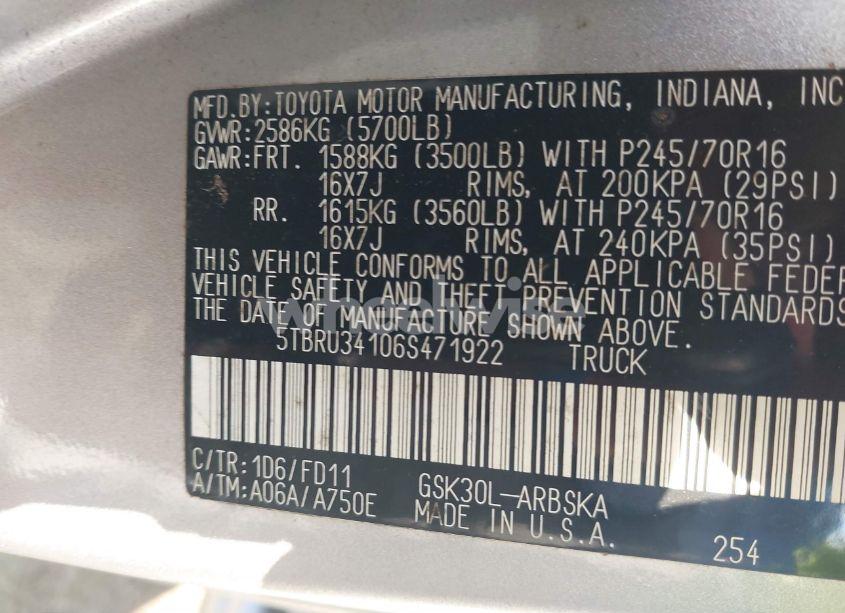 MFD.BY:TOYOTA MOTOR MANUFACTURING, INDIANA, INC
GVWR:2586KG (5700LB)
GAWR:FRT. 1588KG (3500LB) WITH P245/70R16
16X7J RIMS, AT 200KPA (29PSI)
RR. 1615KG (3560LB) WITH P245/70R16
16X7J RIMS, AT 240KPA (35PSI)
THIS VEHICLE CONFORMS TO ALL APPLICABLE FEDER
VEHICLE SAFETY AND THEFT PREVENTION STANDARDS
THE DATE OF MANUFACTURE SHOWN ABOVE.
wheelwise
5TBRU34106S471922 TRUCK
C/TR:1D6/FD11
A/TM:A06A/A750E
GSK30L-ARBSKA
MADE IN U.S.A.
254